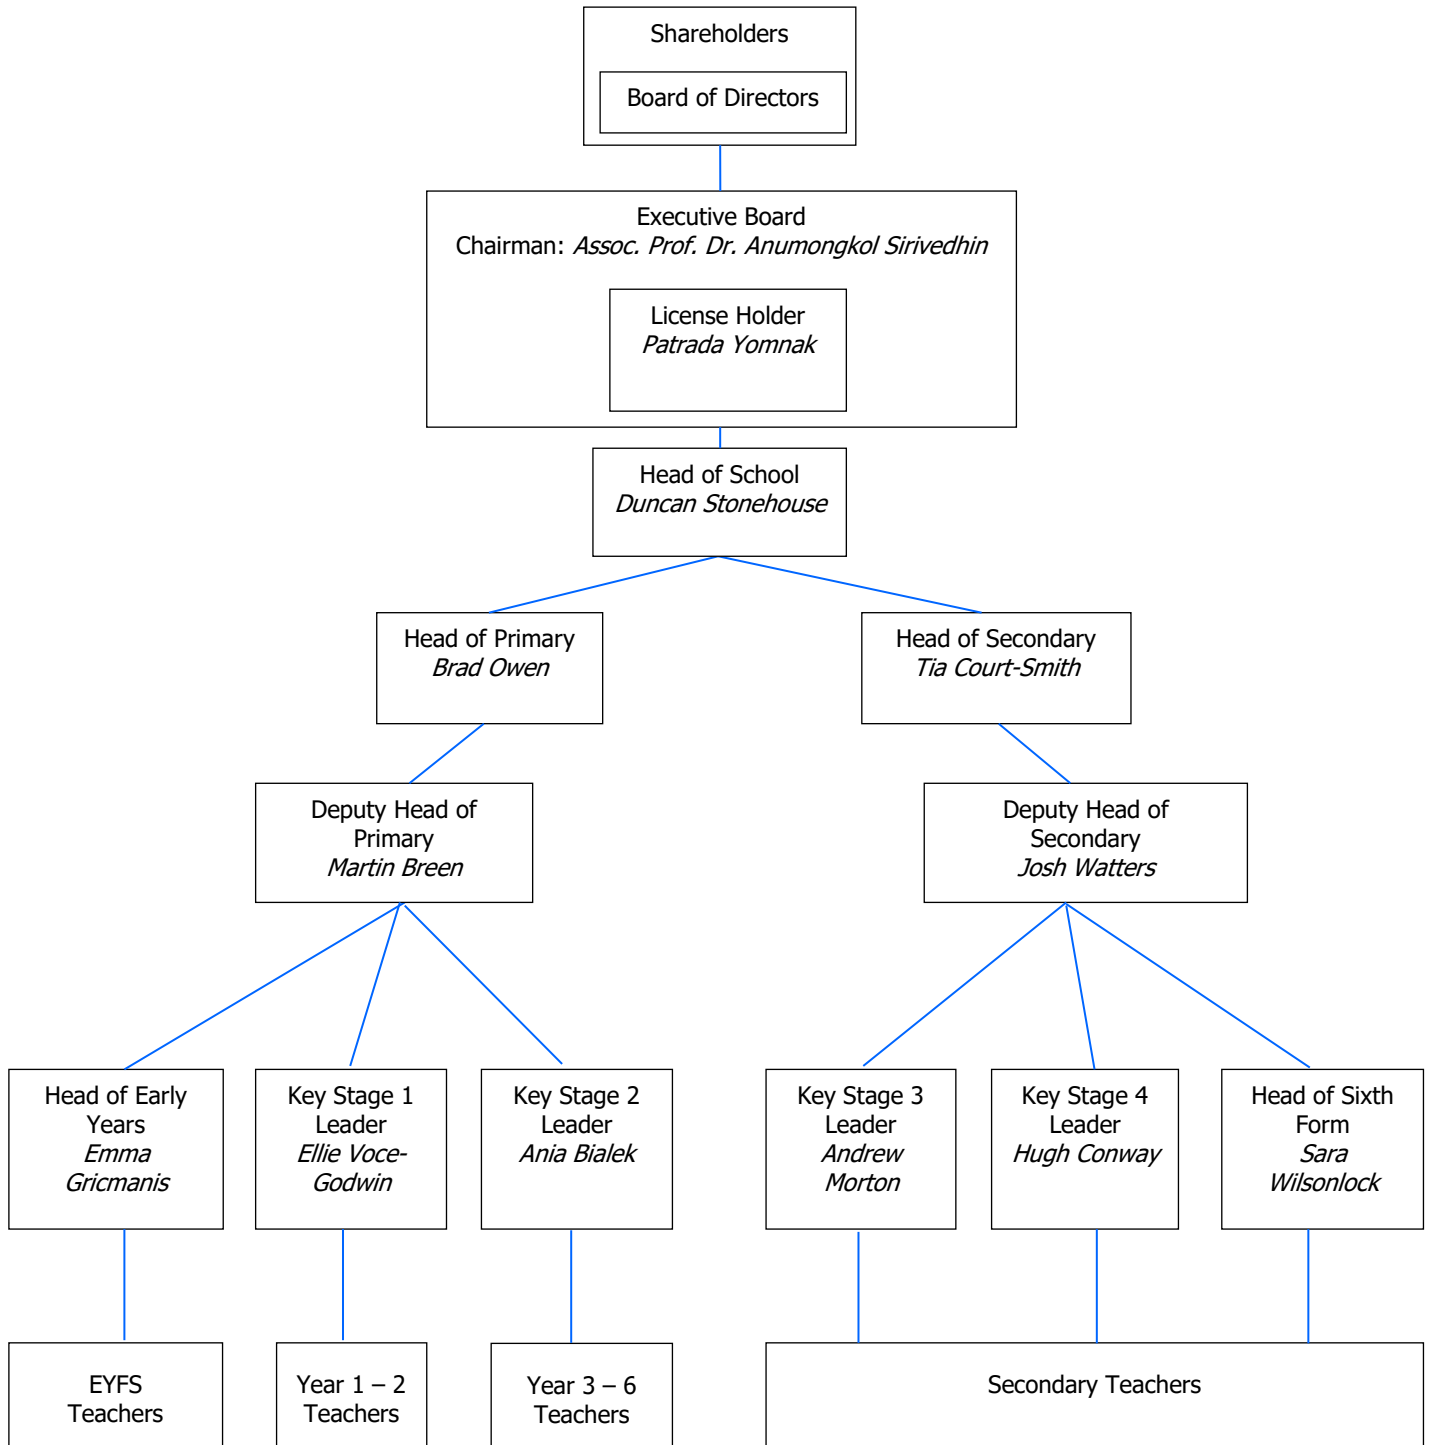 Shareholders
Board of Directors
Executive Board
Chairman: Assoc. Prof. Dr. Anumongkol Sirivedhin
License Holder
Patrada Yomnak
Head of School
Duncan Stonehouse
Head of Primary
Brad Owen
Head of Secondary
Tia Court-Smith
Deputy Head of
Primary
Martin Breen
Deputy Head of
Secondary
Josh Watters
Head of Early
Years
Emma
Gricmanis
Key Stage 1
Leader
Ellie Voce-
Godwin
Key Stage 2
Leader
Ania Bialek
Key Stage 3
Leader
Andrew
Morton
Key Stage 4
Leader
Hugh Conway
Head of Sixth
Form
Sara
Wilsonlock
EYFS
Teachers
Year 1 – 2
Teachers
Year 3 – 6
Teachers
Secondary Teachers